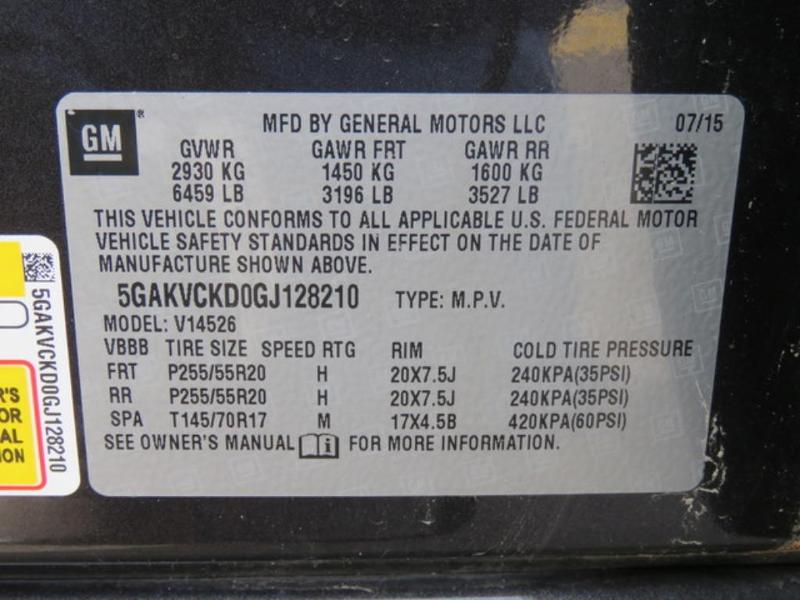 GM
MFD BY GENERAL MOTORS LLC 07/15
GVWR GAWR FRT GAWR RR
2930 KG 1450 KG 1600 KG
6459 LB 3196 LB 3527 LB
THIS VEHICLE CONFORMS TO ALL APPLICABLE U.S. FEDERAL MOTOR
VEHICLE SAFETY STANDARDS IN EFFECT ON THE DATE OF
MANUFACTURE SHOWN ABOVE.
5GAKVCKD0GJ128210 TYPE: M.P.V.
MODEL: V14526
VBBB TIRE SIZE SPEED RTG RIM COLD TIRE PRESSURE
FRT P255/55R20 H 20X7.5J 240KPA(35PSI)
RR P255/55R20 H 20X7.5J 240KPA(35PSI)
SPA T145/70R17 M 17X4.5B 420KPA(60PSI)
SEE OWNER'S MANUAL i FOR MORE INFORMATION.
5GAKVCKD0GJ128210
R'S
OR
AL
ON